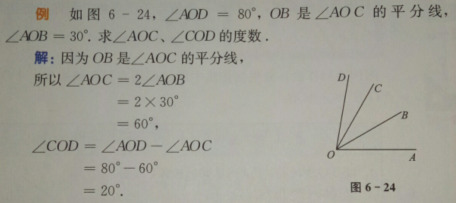 例 如图 6-24, ∠AOD = 80°, OB 是 ∠AOC 的平分线,
∠AOB = 30°. 求∠AOC、∠COD 的度数.
解: 因为 OB 是∠AOC 的平分线,
所以 ∠AOC = 2∠AOB
= 2×30°
= 60°,
∠COD = ∠AOD - ∠AOC
= 80° - 60°
= 20°.
D
C
B
O
A
图 6-24